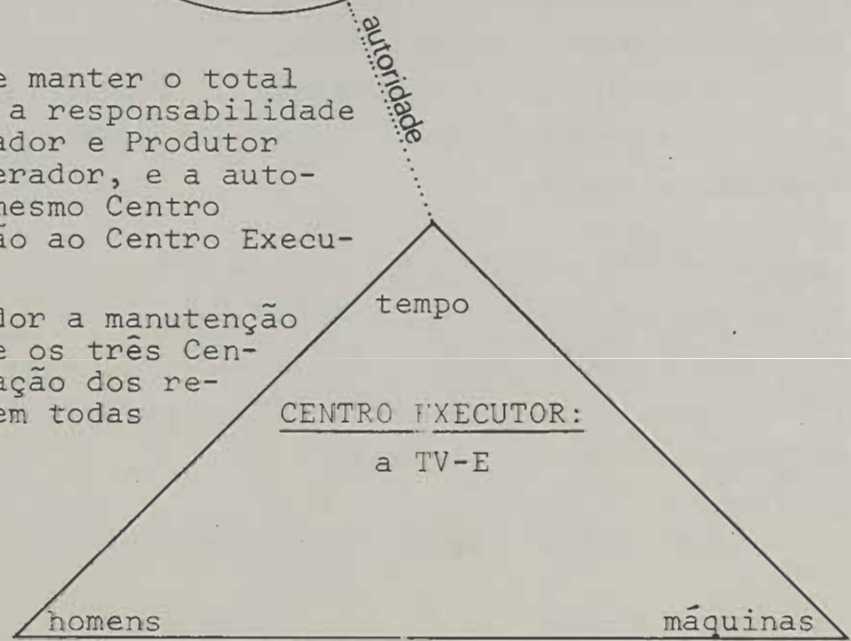 autoridade
e manter o total
a responsabilidade
ador e Produtor
erador, e a auto-
mesmo Centro
ão ao Centro Execu-
dor a manutenção
e os três Cen-
ação dos re-
em todas
tempo
CENTRO EXECUTOR:
a TV-E
homens
máquinas